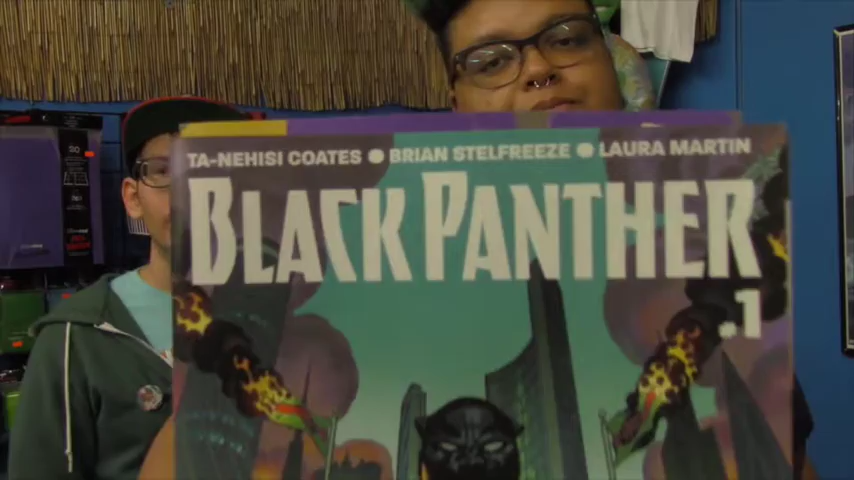 TA-NEHISI COATES ● BRIAN STELFREEZE ● LAURA MARTIN
BLACK PANTHER
.1